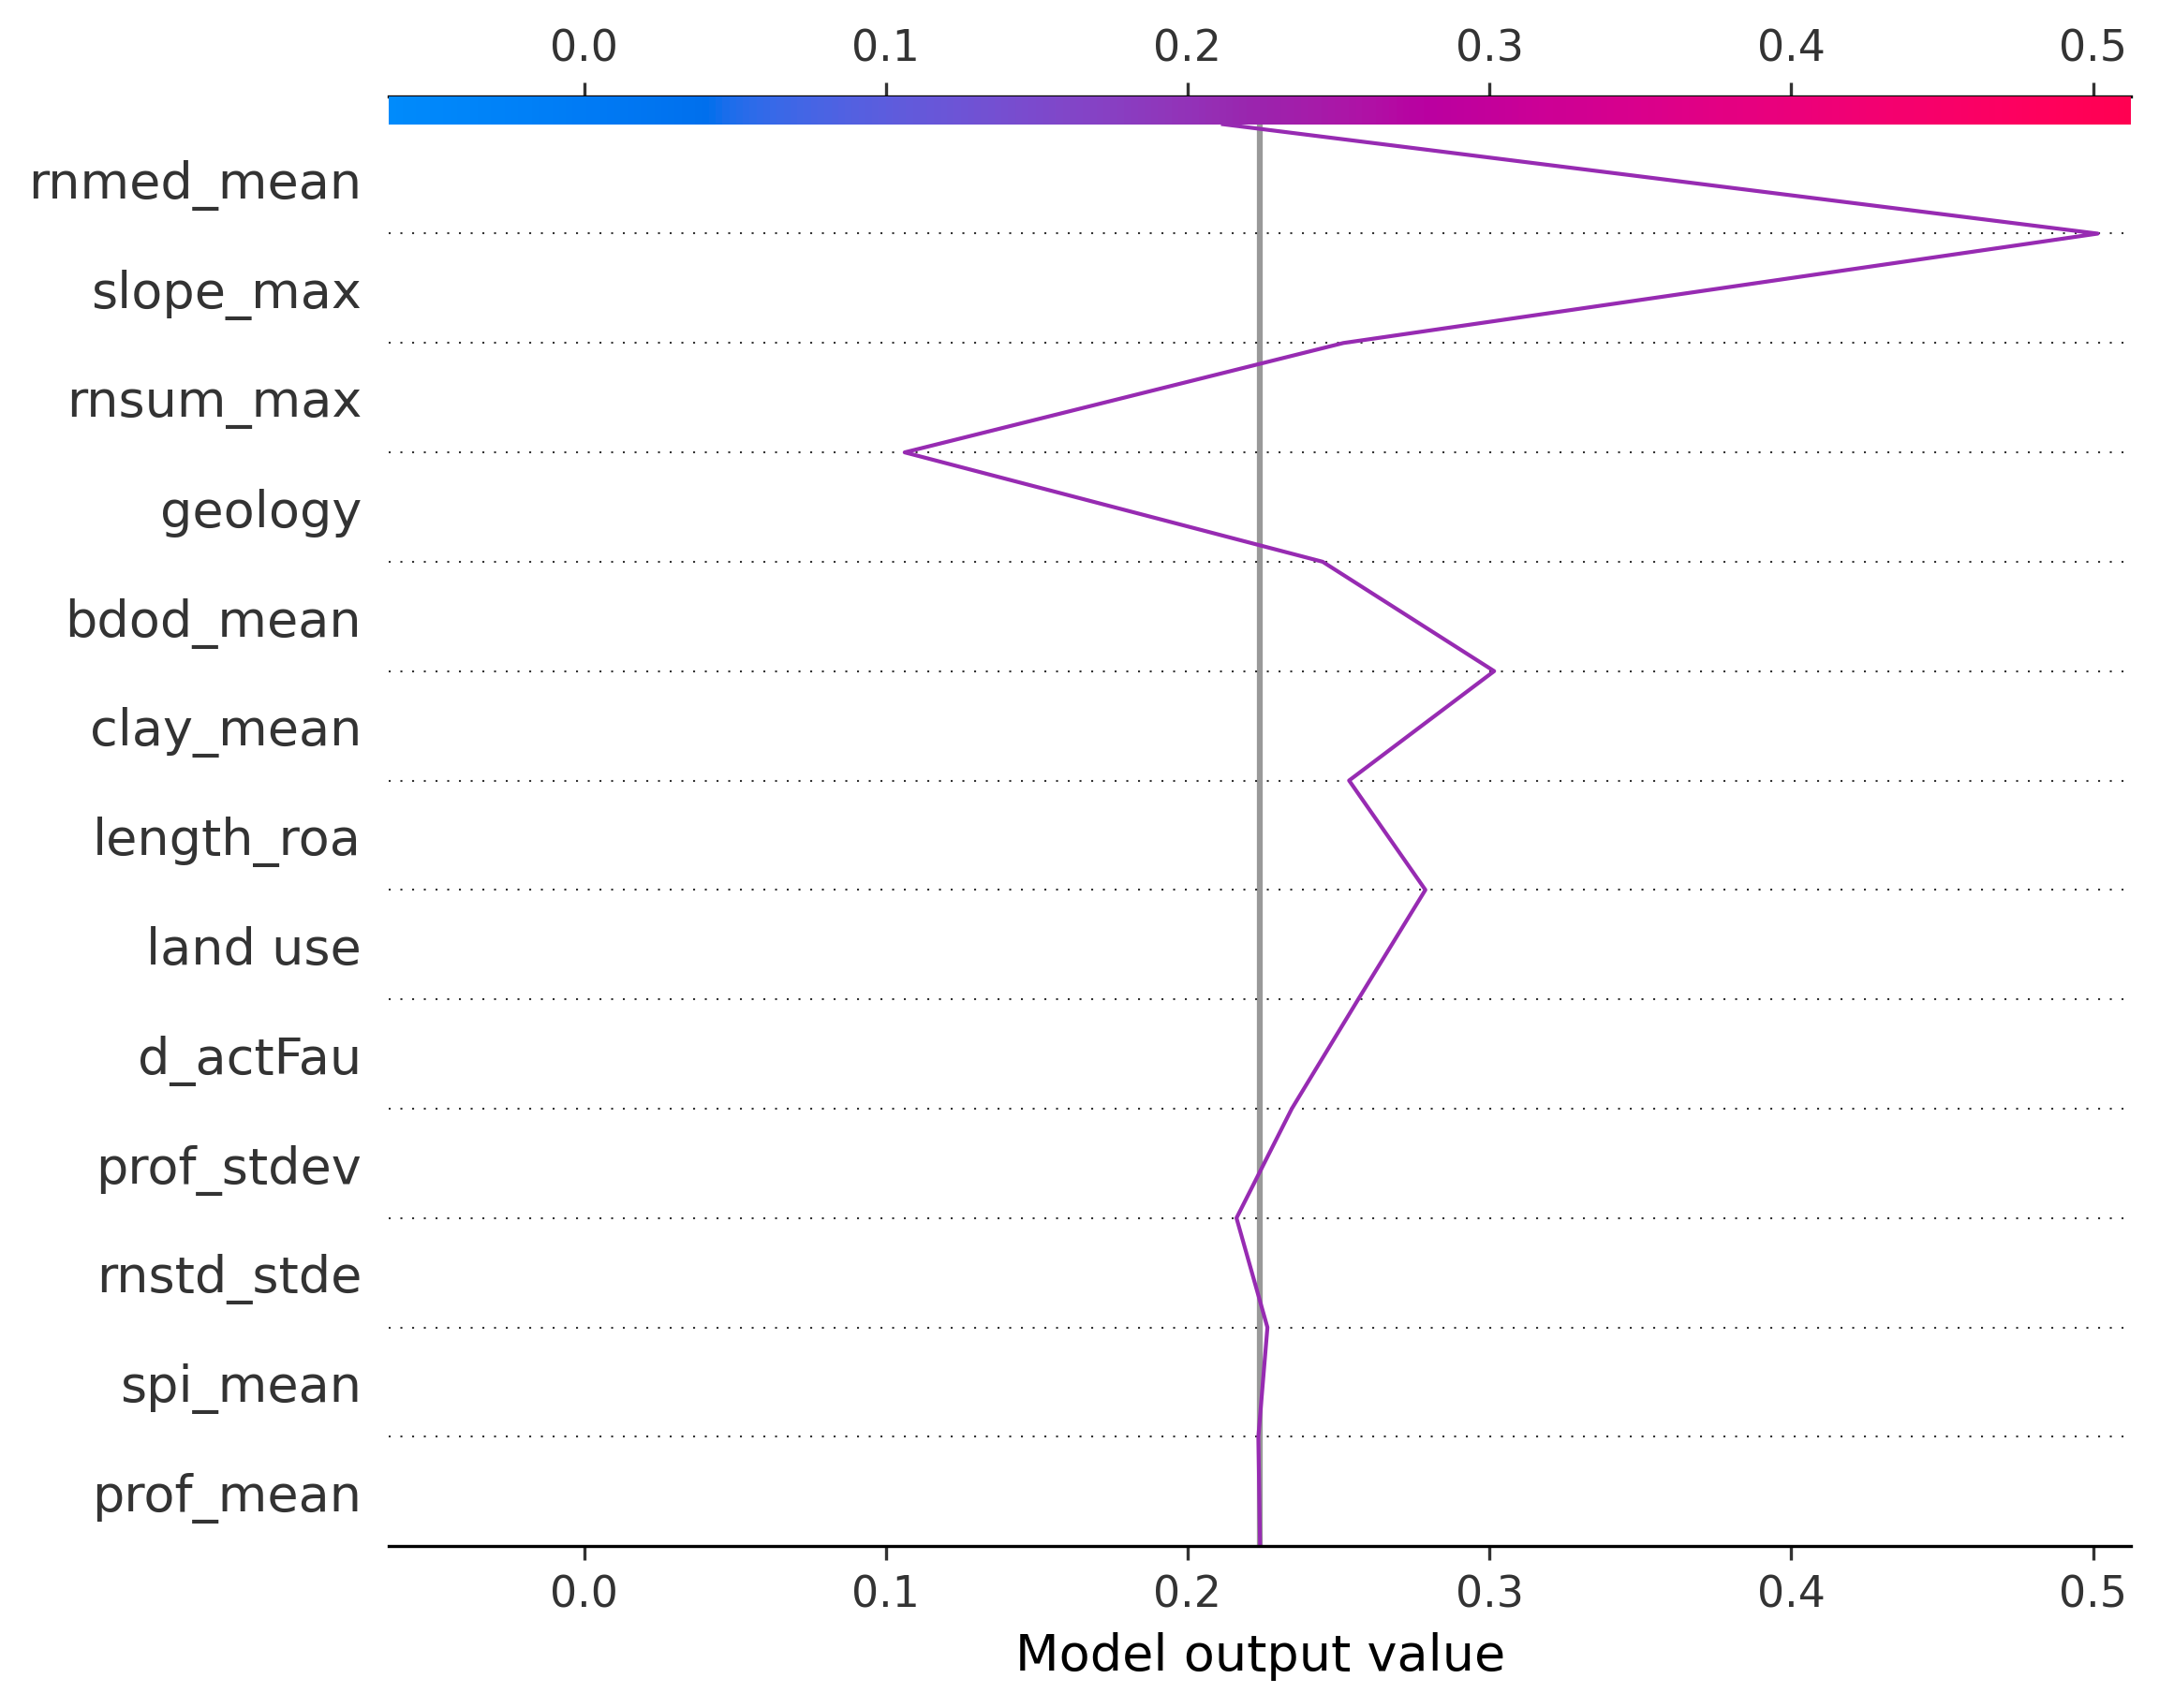 0.0 0.1 0.2 0.3 0.4 0.5
rnmed_mean
slope_max
rnsum_max
geology
bdod_mean
clay_mean
length_roa
land use
d_actFau
prof_stdev
rnstd_stde
spi_mean
prof_mean
0.0 0.1 0.2 0.3 0.4 0.5
Model output value